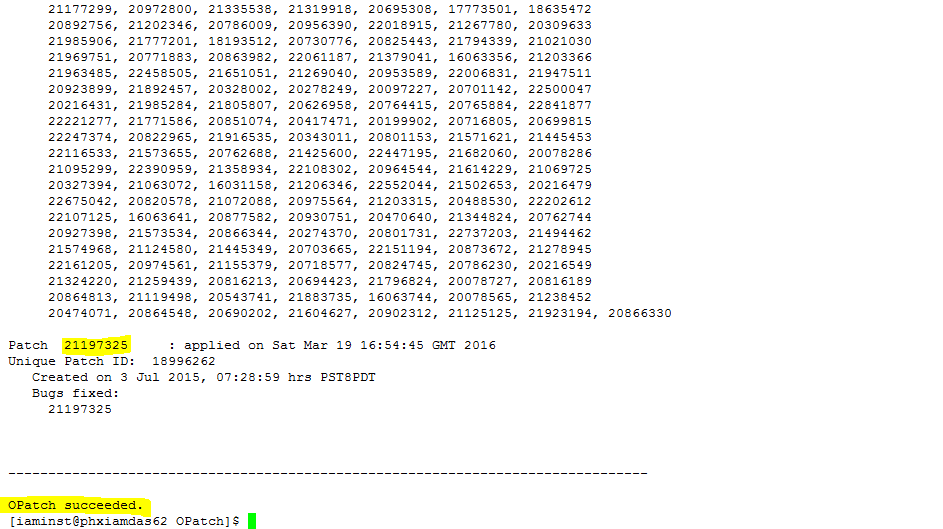 21177299, 20972800, 21335538, 21319918, 20695308, 17773501, 18635472
20892756, 21202346, 20786009, 20956390, 22018915, 21267780, 20309633
21985906, 21777201, 18193512, 20730776, 20825443, 21794339, 21021030
21969751, 20771883, 20863982, 22061187, 21379041, 16063356, 21203366
21963485, 22458505, 21651051, 21269040, 20953589, 22006831, 21947511
20923899, 21892457, 20328002, 20278249, 20097227, 20701142, 22500047
20216431, 21985284, 21805807, 20626958, 20764415, 20765884, 22841877
22221277, 21771586, 20851074, 20417471, 20199902, 20716805, 20699815
22247374, 20822965, 21916535, 20343011, 20801153, 21571621, 21445453
22116533, 21573655, 20762688, 21425600, 22447195, 21682060, 20078286
21095299, 22390959, 21358934, 22108302, 20964544, 21614229, 21069725
20327394, 21063072, 16031158, 21206346, 22552044, 21502653, 20216479
22675042, 20820578, 21072088, 20975564, 21203315, 20488530, 22202612
22107125, 16063641, 20877582, 20930751, 20470640, 21344824, 20762744
20927398, 21573534, 20866344, 20274370, 20801731, 22737203, 21494462
21574968, 21124580, 21445349, 20703665, 22151194, 20873672, 21278945
22161205, 20974561, 21155379, 20718577, 20824745, 20786230, 20216549
21324220, 21259439, 20816213, 20694423, 21796824, 20078727, 20816189
20864813, 21119498, 20543741, 21883735, 16063744, 20078565, 21238452
20474071, 20864548, 20690202, 21604627, 20902312, 21125125, 21923194, 20866330
Patch 21197325 : applied on Sat Mar 19 16:54:45 GMT 2016
Unique Patch ID: 18996262
Created on 3 Jul 2015, 07:28:59 hrs PST8PDT
Bugs fixed:
21197325
--------------------------------------------------------------------------------
OPatch succeeded.
[iaminst@phxiamdas62 OPatch]$